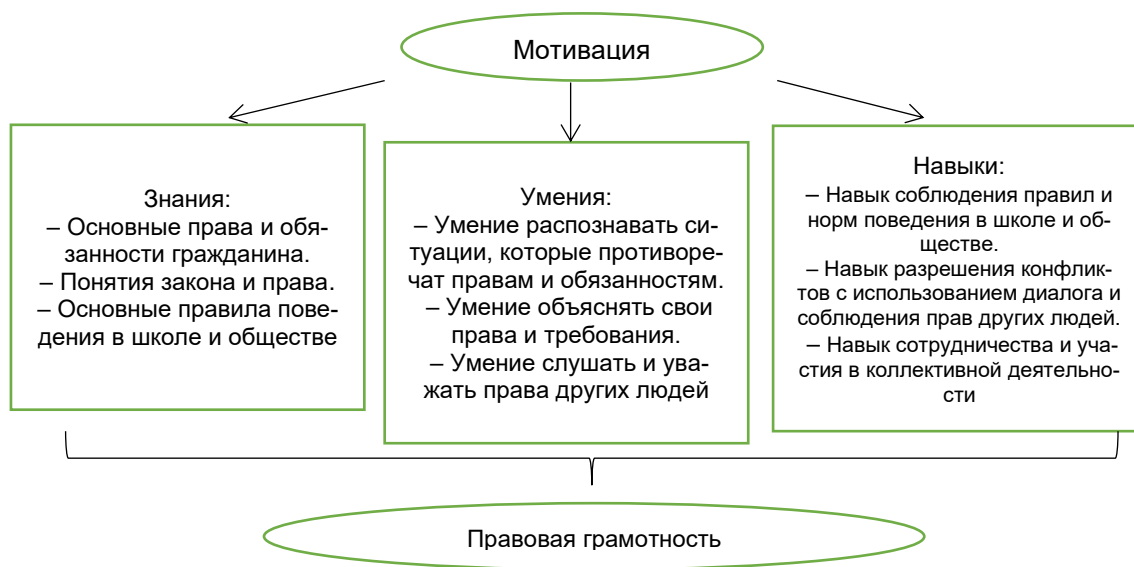 Мотивация
Знания:
– Основные права и обя-
занности гражданина.
– Понятия закона и права.
– Основные правила пове-
дения в школе и обществе
Умения:
– Умение распознавать си-
туации, которые противоре-
чат правам и обязанностям.
– Умение объяснять свои
права и требования.
– Умение слушать и ува-
жать права других людей
Навыки:
– Навык соблюдения правил и
норм поведения в школе и об-
ществе.
– Навык разрешения конфлик-
тов с использованием диалога и
соблюдения прав других людей.
– Навык сотрудничества и уча-
стия в коллективной деятельно-
сти
Правовая грамотность